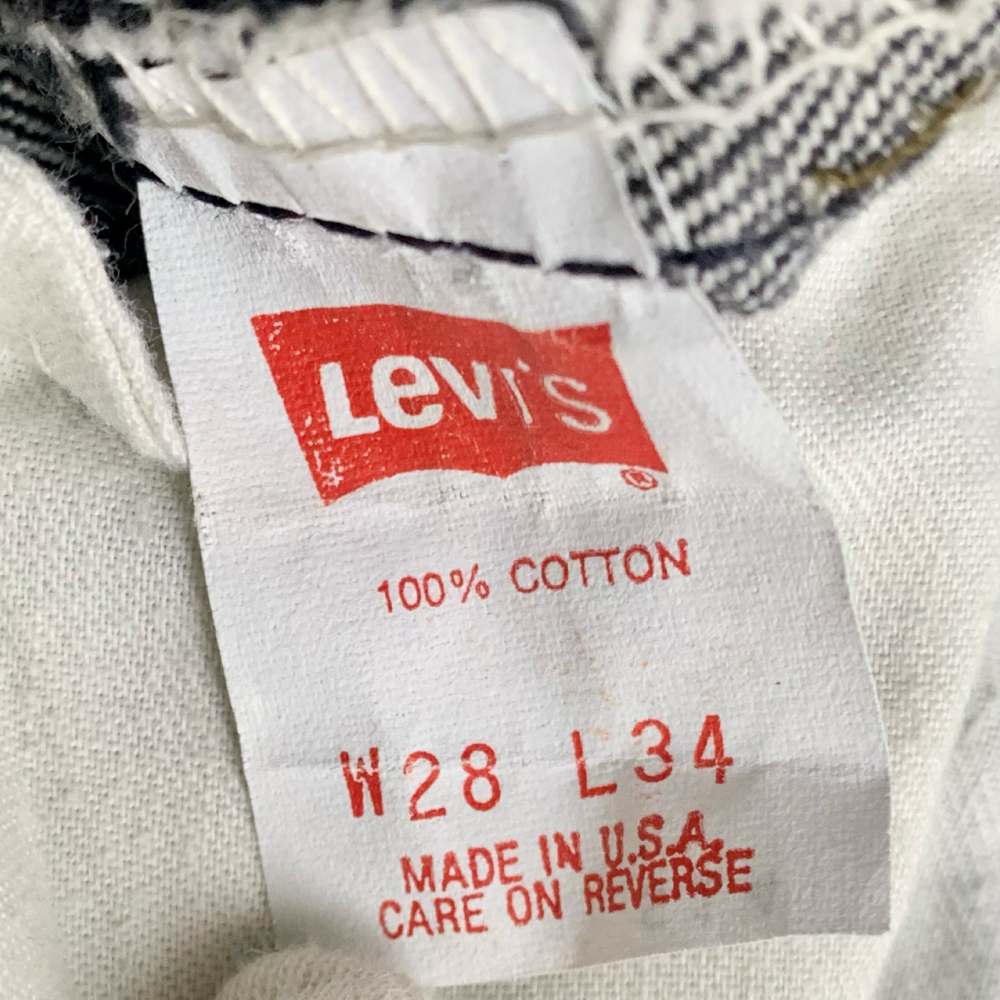 Levi's
®
100% COTTON
W28 L34
MADE IN U.S.A.
CARE ON REVERSE